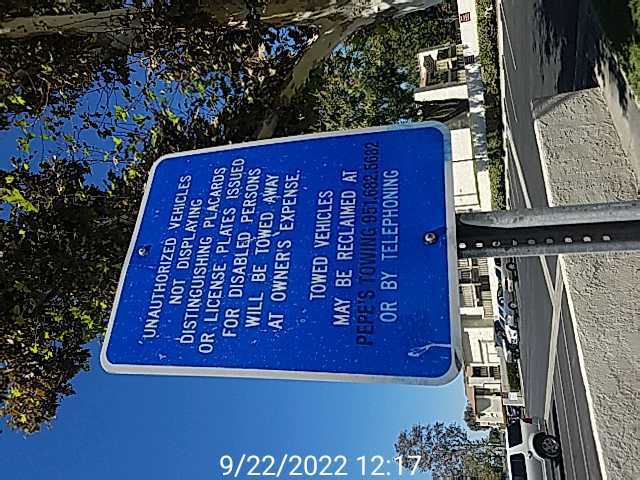 UNAUTHORIZED VEHICLES
NOT DISPLAYING
DISTINGUISHING PLACARDS
OR LICENSE PLATES ISSUED
FOR DISABLED PERSONS
WILL BE TOWED AWAY
AT OWNER'S EXPENSE.
TOWED VEHICLES
MAY BE RECLAIMED AT
PEPE'S TOWING 951.682.5692
OR BY TELEPHONING
9/22/2022 12:17